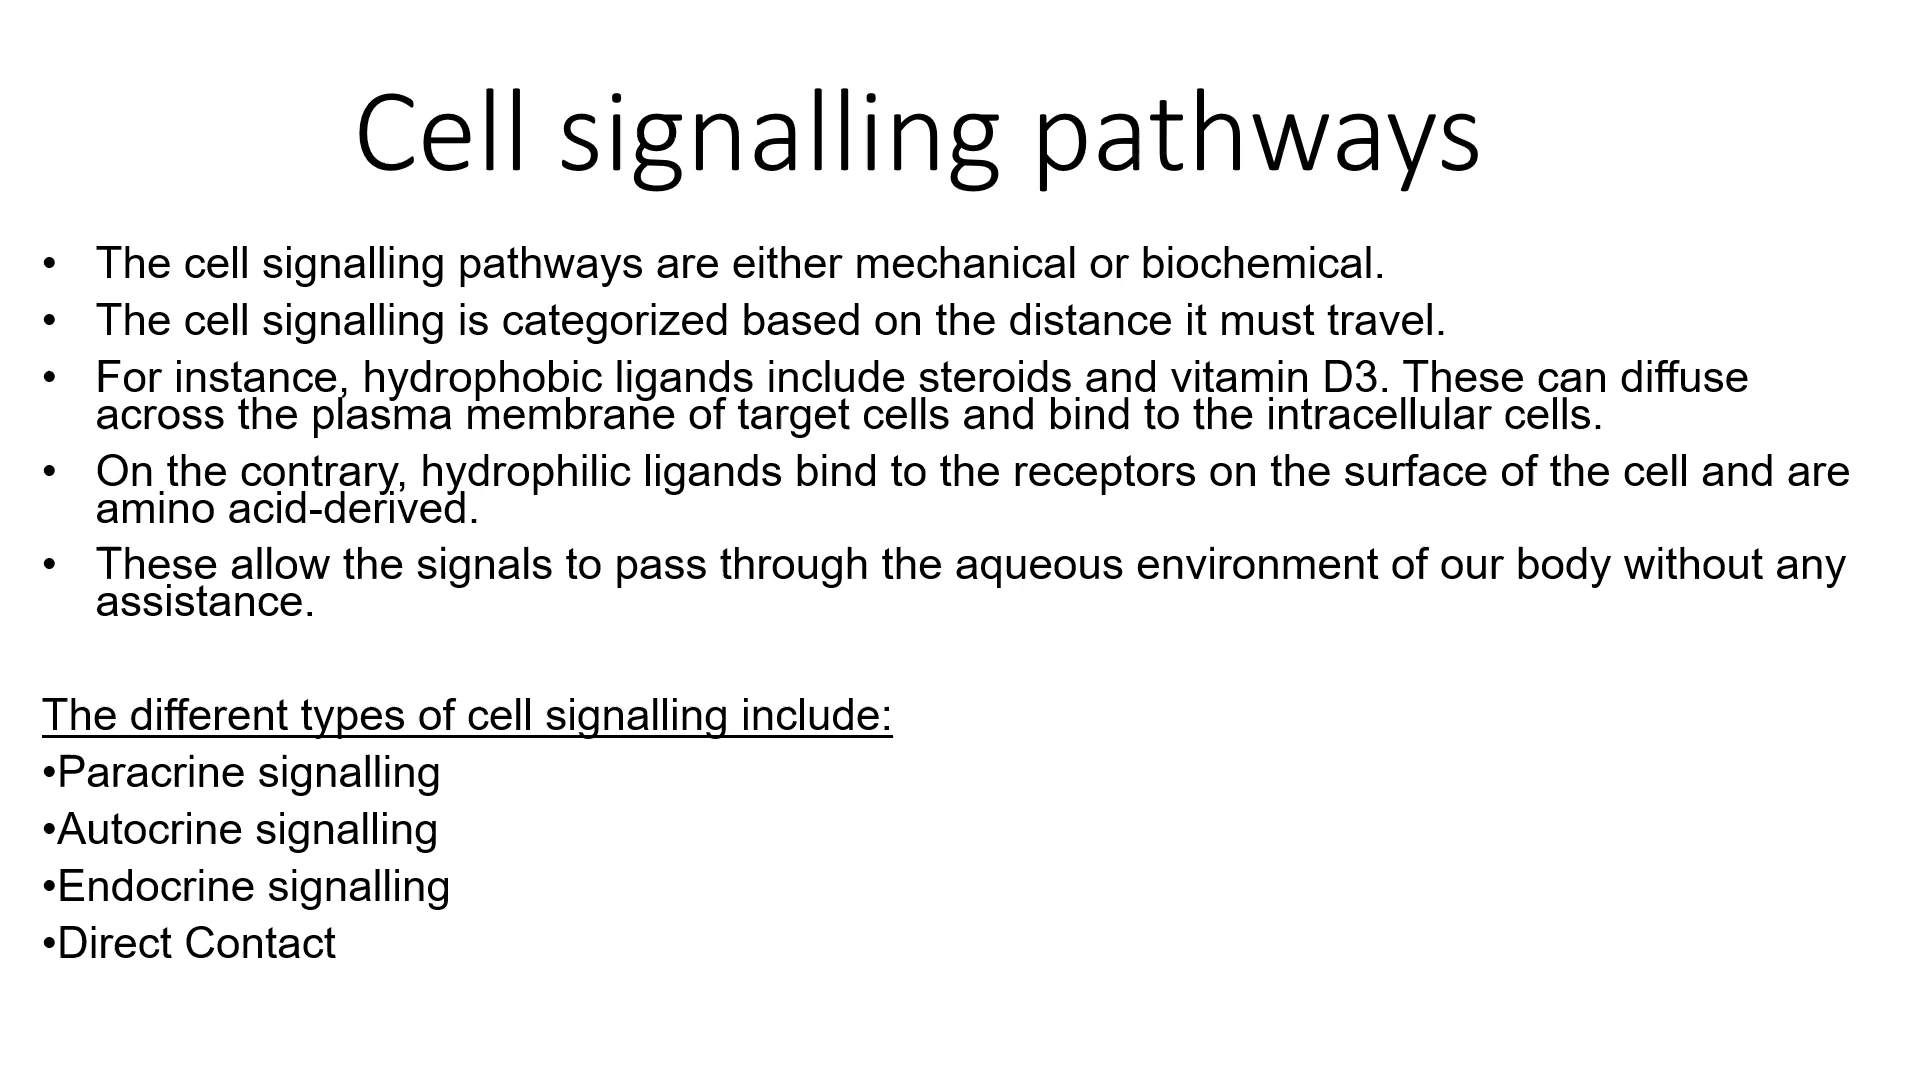 Cell signalling pathways
• The cell signalling pathways are either mechanical or biochemical.
• The cell signalling is categorized based on the distance it must travel.
• For instance, hydrophobic ligands include steroids and vitamin D3. These can diffuse
across the plasma membrane of target cells and bind to the intracellular cells.
• On the contrary, hydrophilic ligands bind to the receptors on the surface of the cell and are
amino acid-derived.
• These allow the signals to pass through the aqueous environment of our body without any
assistance.
The different types of cell signalling include:
•Paracrine signalling
•Autocrine signalling
•Endocrine signalling
•Direct Contact